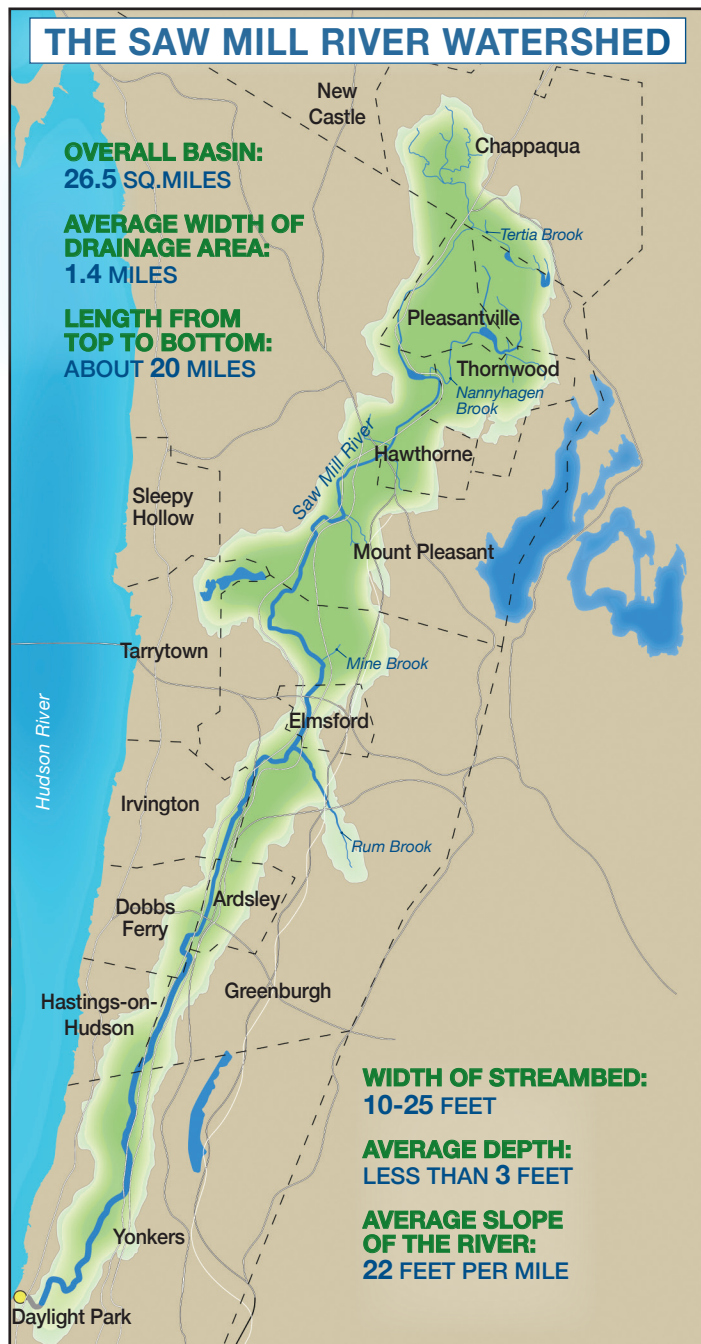 THE SAW MILL RIVER WATERSHED
New
Castle
Chappaqua
OVERALL BASIN:
26.5 SQ.MILES
AVERAGE WIDTH OF
DRAINAGE AREA:
1.4 MILES
LENGTH FROM
TOP TO BOTTOM:
ABOUT 20 MILES
Tertia Brook
Pleasantville
Thornwood
Nannyhagen
Brook
Saw Mill River
Hawthorne
Sleepy
Hollow
Mount Pleasant
Tarrytown
Mine Brook
Hudson River
Elmsford
Irvington
Rum Brook
Ardsley
Dobbs
Ferry
Greenburgh
Hastings-on-
Hudson
WIDTH OF STREAMBED:
10-25 FEET
AVERAGE DEPTH:
LESS THAN 3 FEET
AVERAGE SLOPE
OF THE RIVER:
22 FEET PER MILE
Yonkers
Daylight Park